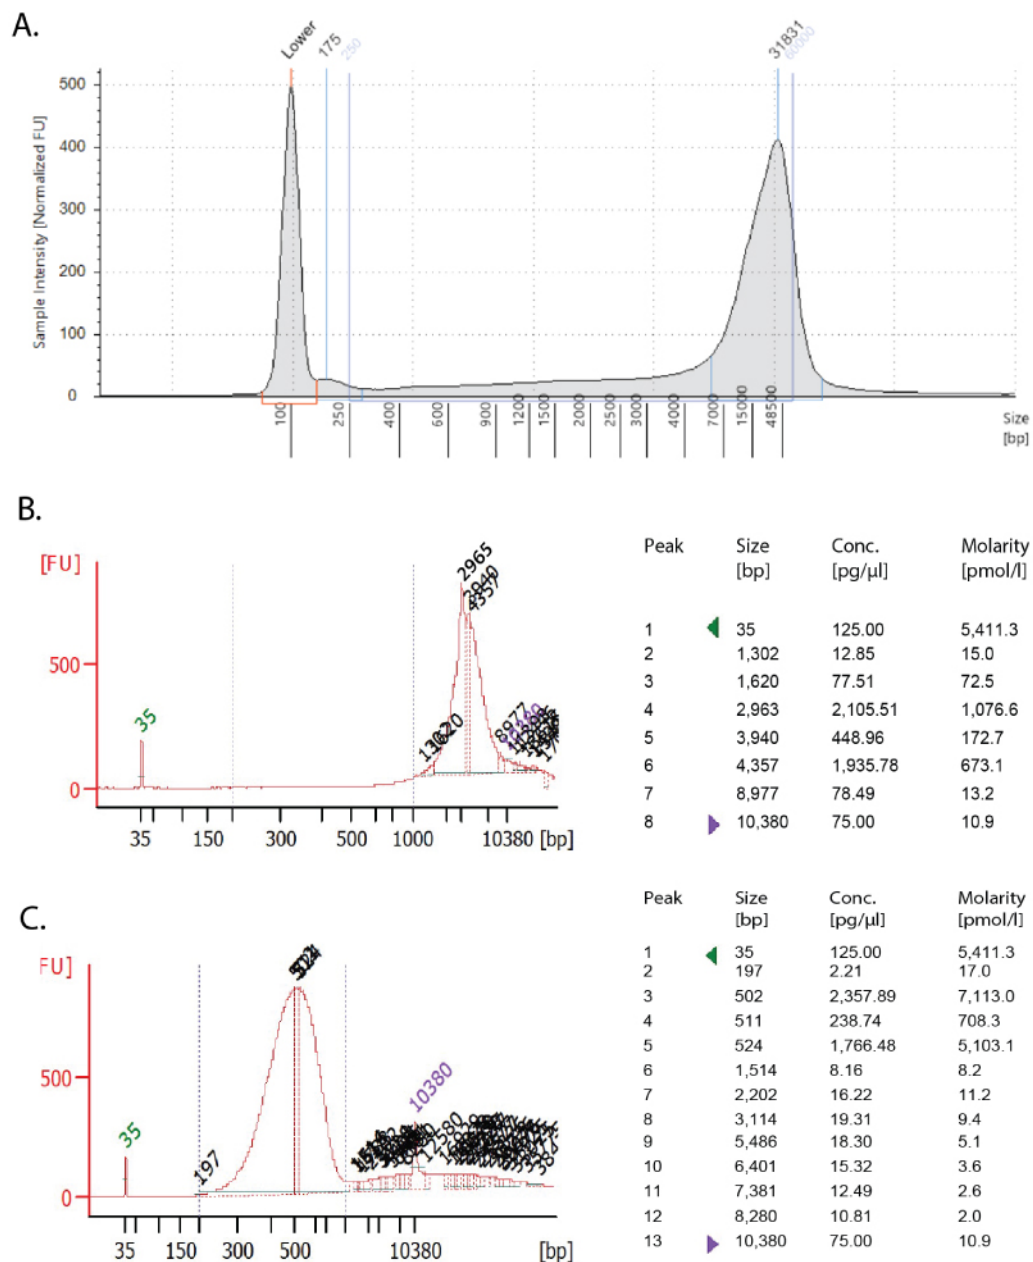 A.
Lower
175
250
31831
60000
Sample Intensity [Normalized FU]
500
400
300
200
100
0
100
250
400
600
900
1200
1500
2000
2500
3000
4000
7000
15000
48500
Size
[bp]
B.
[FU]
500
0
35
1302
1620
2965
3940
4357
8977
10380
35 150 300 500 1000 10380 [bp]
Peak Size Conc. Molarity
[bp] [pg/µl] [pmol/l]
1 35 125.00 5,411.3
2 1,302 12.85 15.0
3 1,620 77.51 72.5
4 2,963 2,105.51 1,076.6
5 3,940 448.96 172.7
6 4,357 1,935.78 673.1
7 8,977 78.49 13.2
8 10,380 75.00 10.9
C.
FU]
500
0
35
197
524
10380
12580
35 150 300 500 10380 [bp]
Peak Size Conc. Molarity
[bp] [pg/µl] [pmol/l]
1 35 125.00 5,411.3
2 197 2.21 17.0
3 502 2,357.89 7,113.0
4 511 238.74 708.3
5 524 1,766.48 5,103.1
6 1,514 8.16 8.2
7 2,202 16.22 11.2
8 3,114 19.31 9.4
9 5,486 18.30 5.1
10 6,401 15.32 3.6
11 7,381 12.49 2.6
12 8,280 10.81 2.0
13 10,380 75.00 10.9